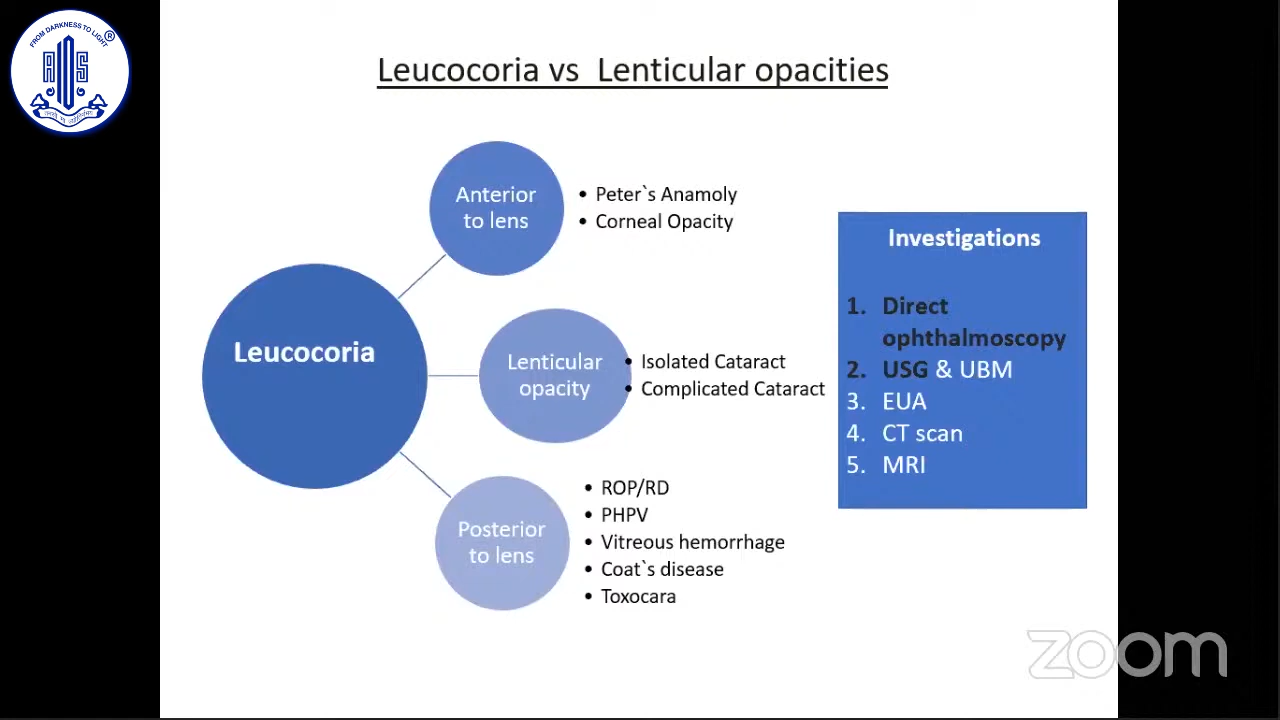 FROM DARKNESS TO LIGHT
®
AIOS
Leucocoria vs Lenticular opacities
Leucocoria
Anterior
to lens
• Peter`s Anamoly
• Corneal Opacity
Lenticular
opacity
• Isolated Cataract
• Complicated Cataract
Posterior
to lens
• ROP/RD
• PHPV
• Vitreous hemorrhage
• Coat`s disease
• Toxocara
Investigations
1. Direct
ophthalmoscopy
2. USG & UBM
3. EUA
4. CT scan
5. MRI
zoom